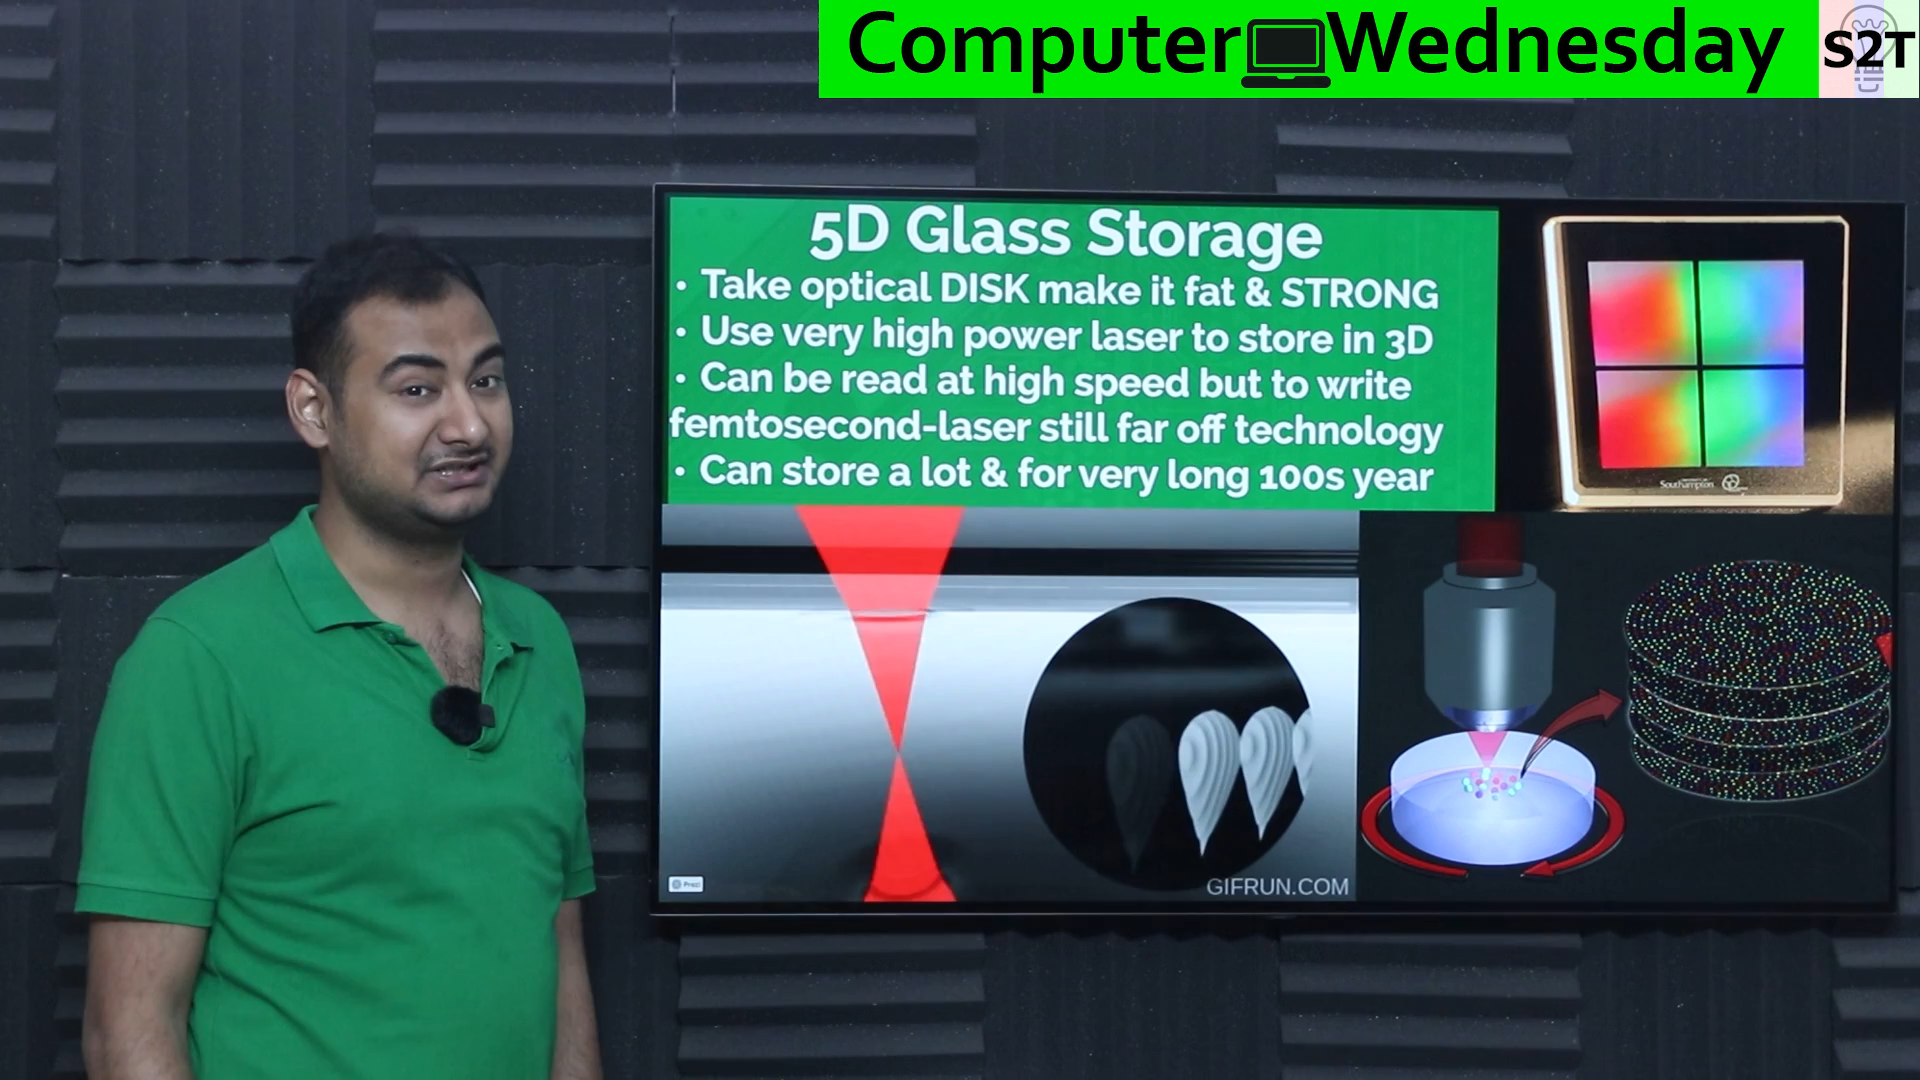 Computer Wednesday
S2T
5D Glass Storage
• Take optical DISK make it fat & STRONG
• Use very high power laser to store in 3D
• Can be read at high speed but to write
femtosecond-laser still far off technology
• Can store a lot & for very long 100s year
Southampton
Prezi
GIFRUN.COM